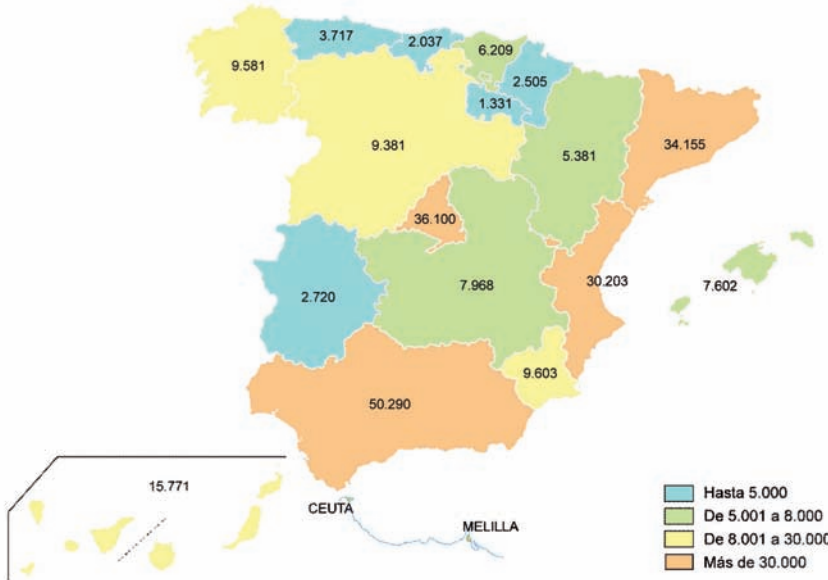 3.717
2.037
6.209
9.581
2.505
1.331
9.381
5.381
34.155
36.100
2.720
7.968
30.203
7.602
9.603
50.290
15.771
CEUTA
MELILLA
Hasta 5.000
De 5.001 a 8.000
De 8.001 a 30.000
Más de 30.000